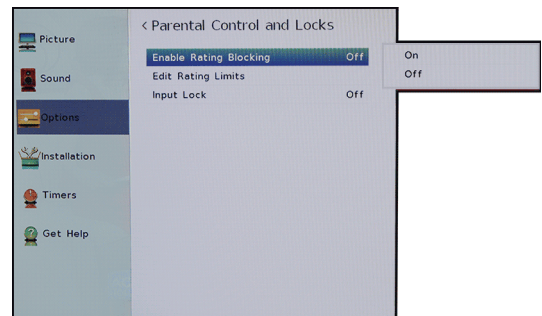 Picture
Sound
Options
Installation
Timers
Get Help
< Parental Control and Locks
Enable Rating Blocking Off
Edit Rating Limits
Input Lock Off
On
Off